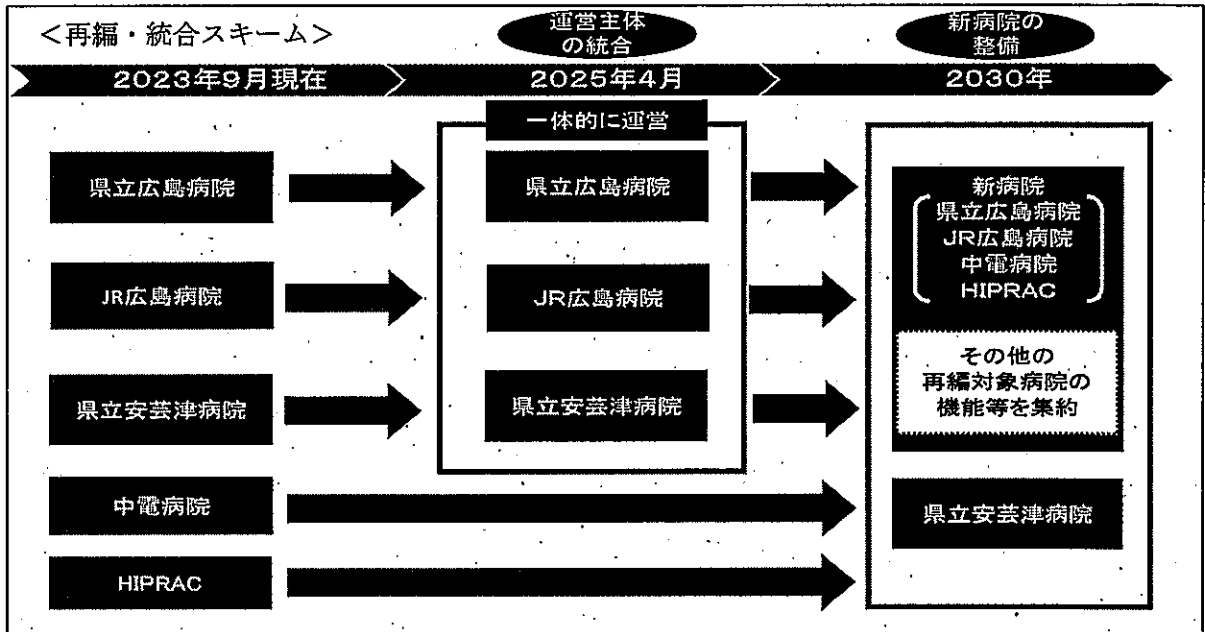 <再編・統合スキーム>
運営主体
の統合
新病院の
整備
2023年9月現在
2025年4月
2030年
一体的に運営
県立広島病院
県立広島病院
新病院
県立広島病院
JR広島病院
中電病院
HIPRAC
JR広島病院
JR広島病院
その他の
再編対象病院の
機能等を集約
県立安芸津病院
県立安芸津病院
中電病院
県立安芸津病院
HIPRAC